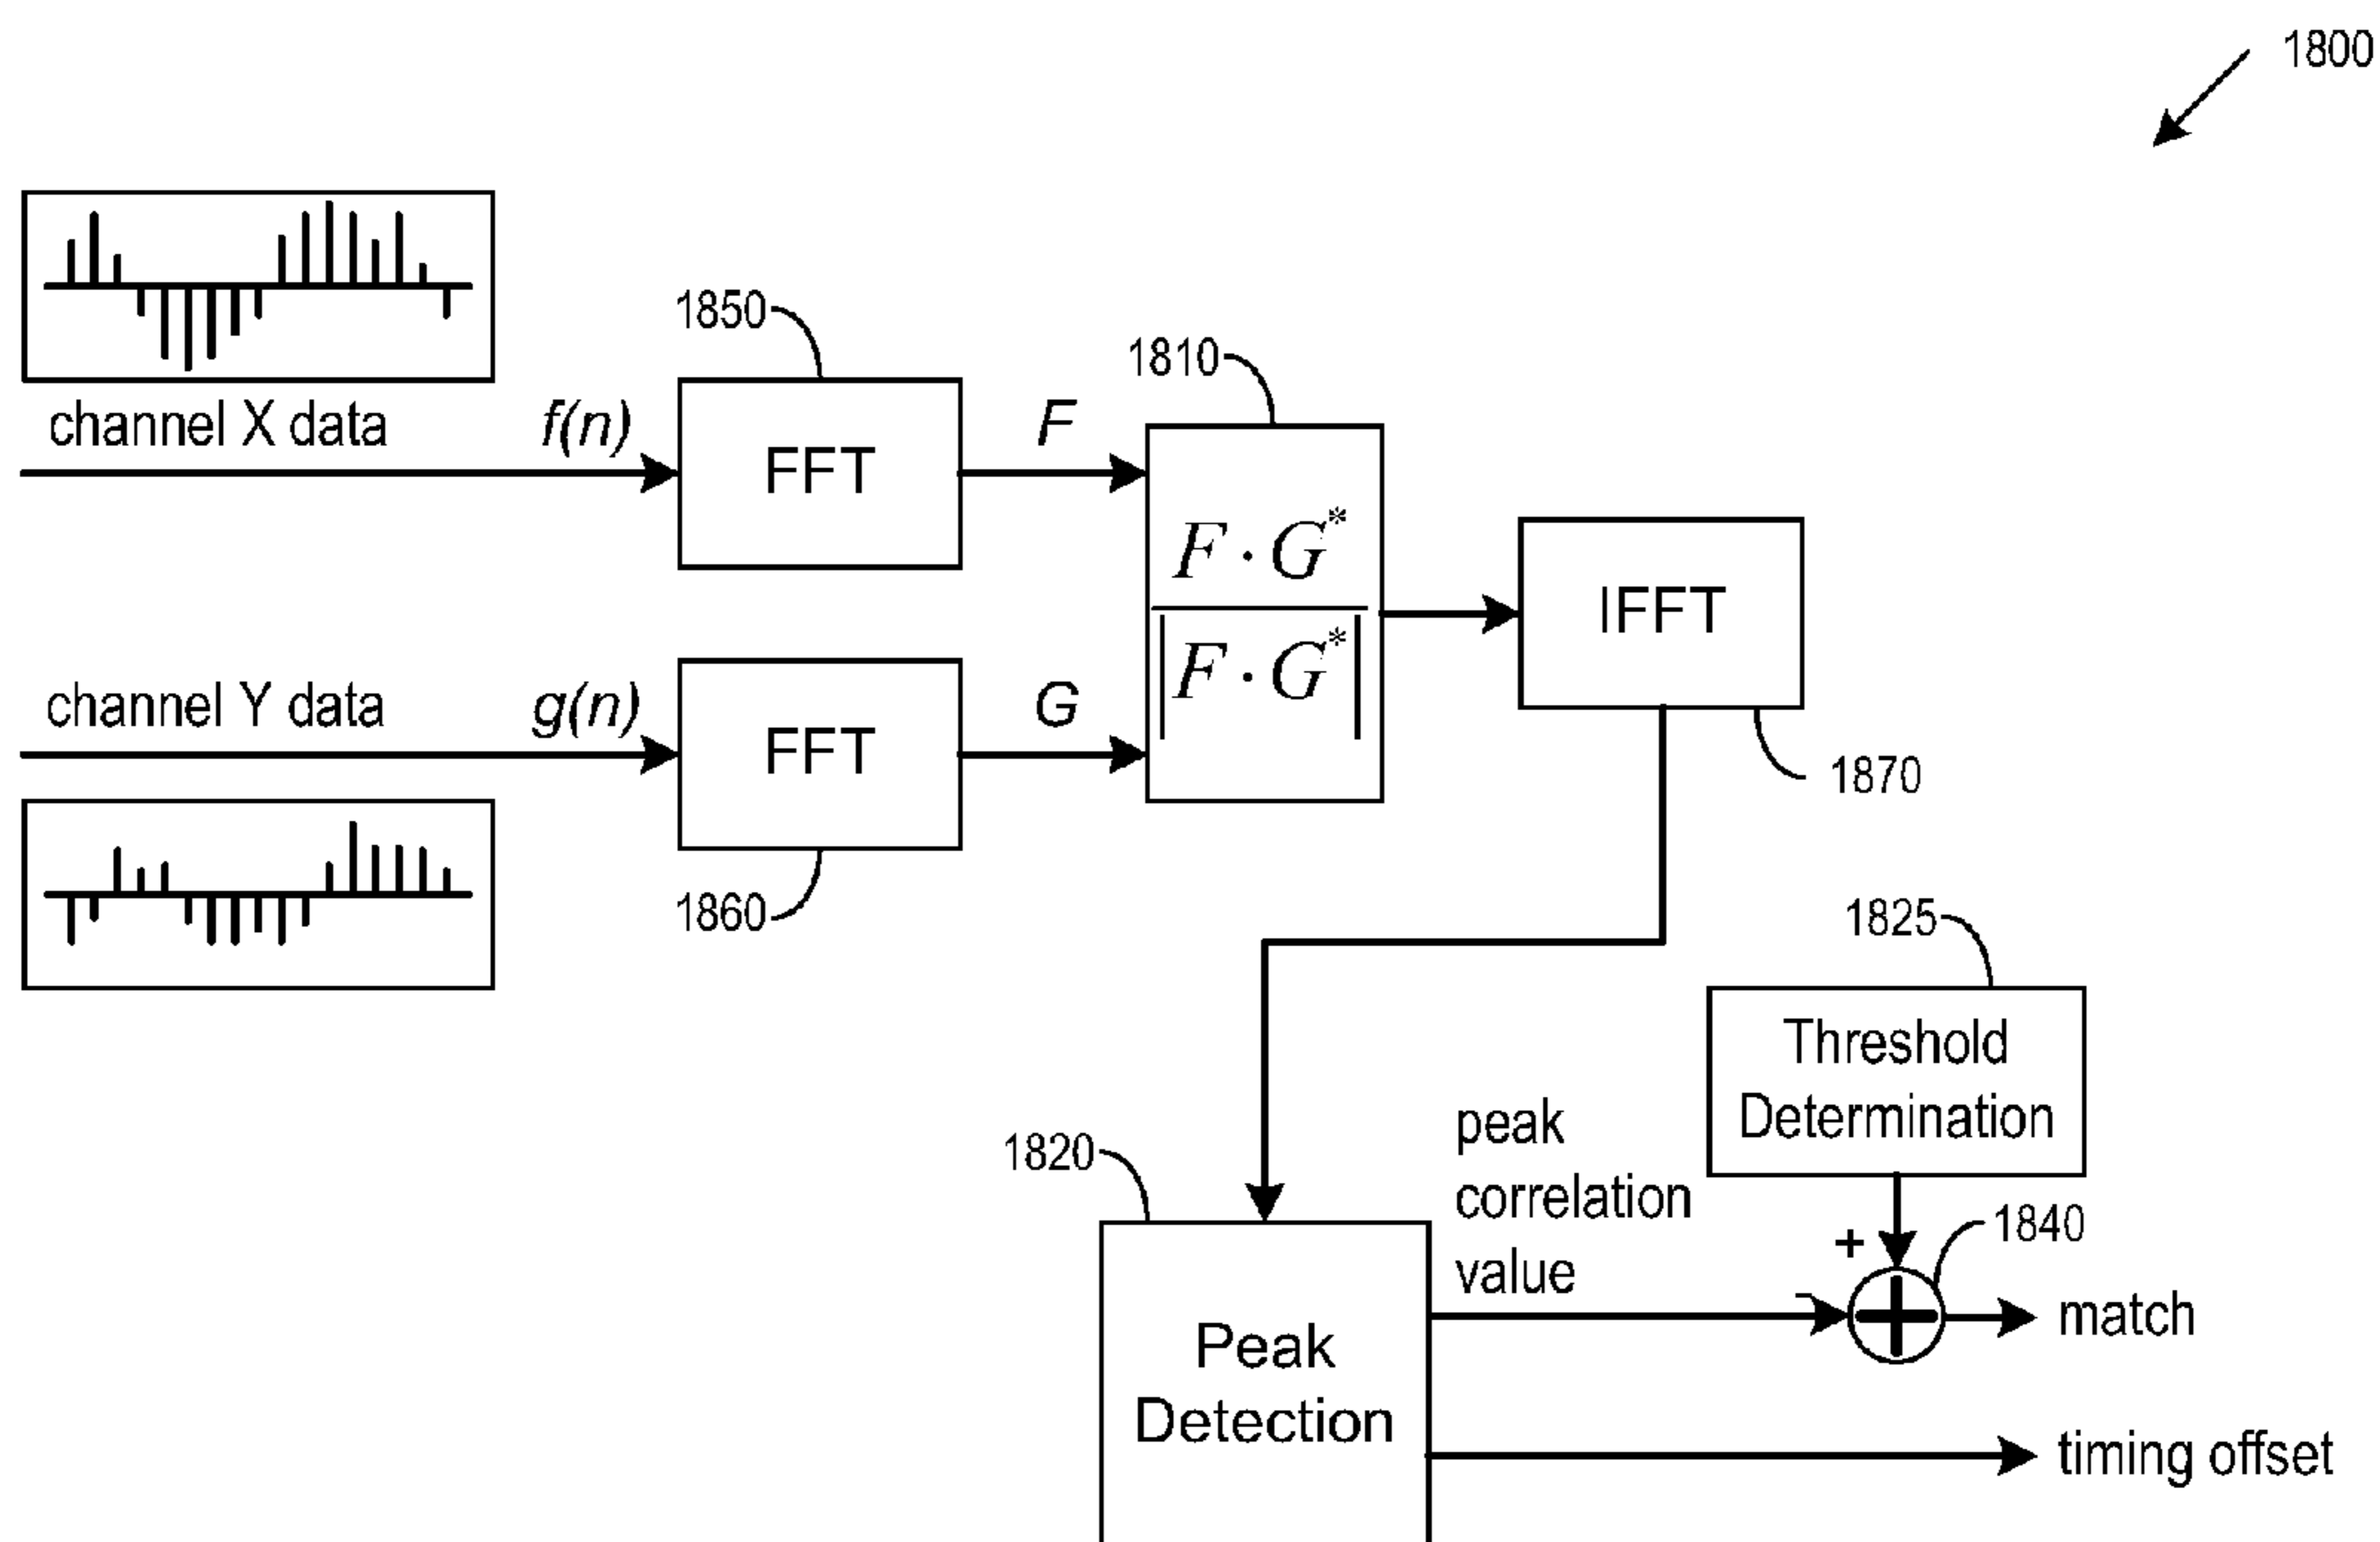 1800
channel X data
f(n)
1850
FFT
F
1810
F · G*
|F · G*|
IFFT
1870
channel Y data
g(n)
FFT
G
1860
1825
Threshold
Determination
1820
peak
correlation
value
+
-
1840
match
Peak
Detection
timing offset